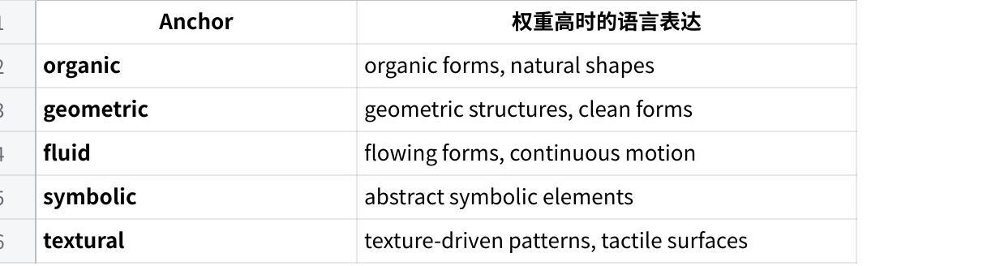 1 Anchor 权重高时的语言表达
2 organic organic forms, natural shapes
3 geometric geometric structures, clean forms
4 fluid flowing forms, continuous motion
5 symbolic abstract symbolic elements
6 textural texture-driven patterns, tactile surfaces